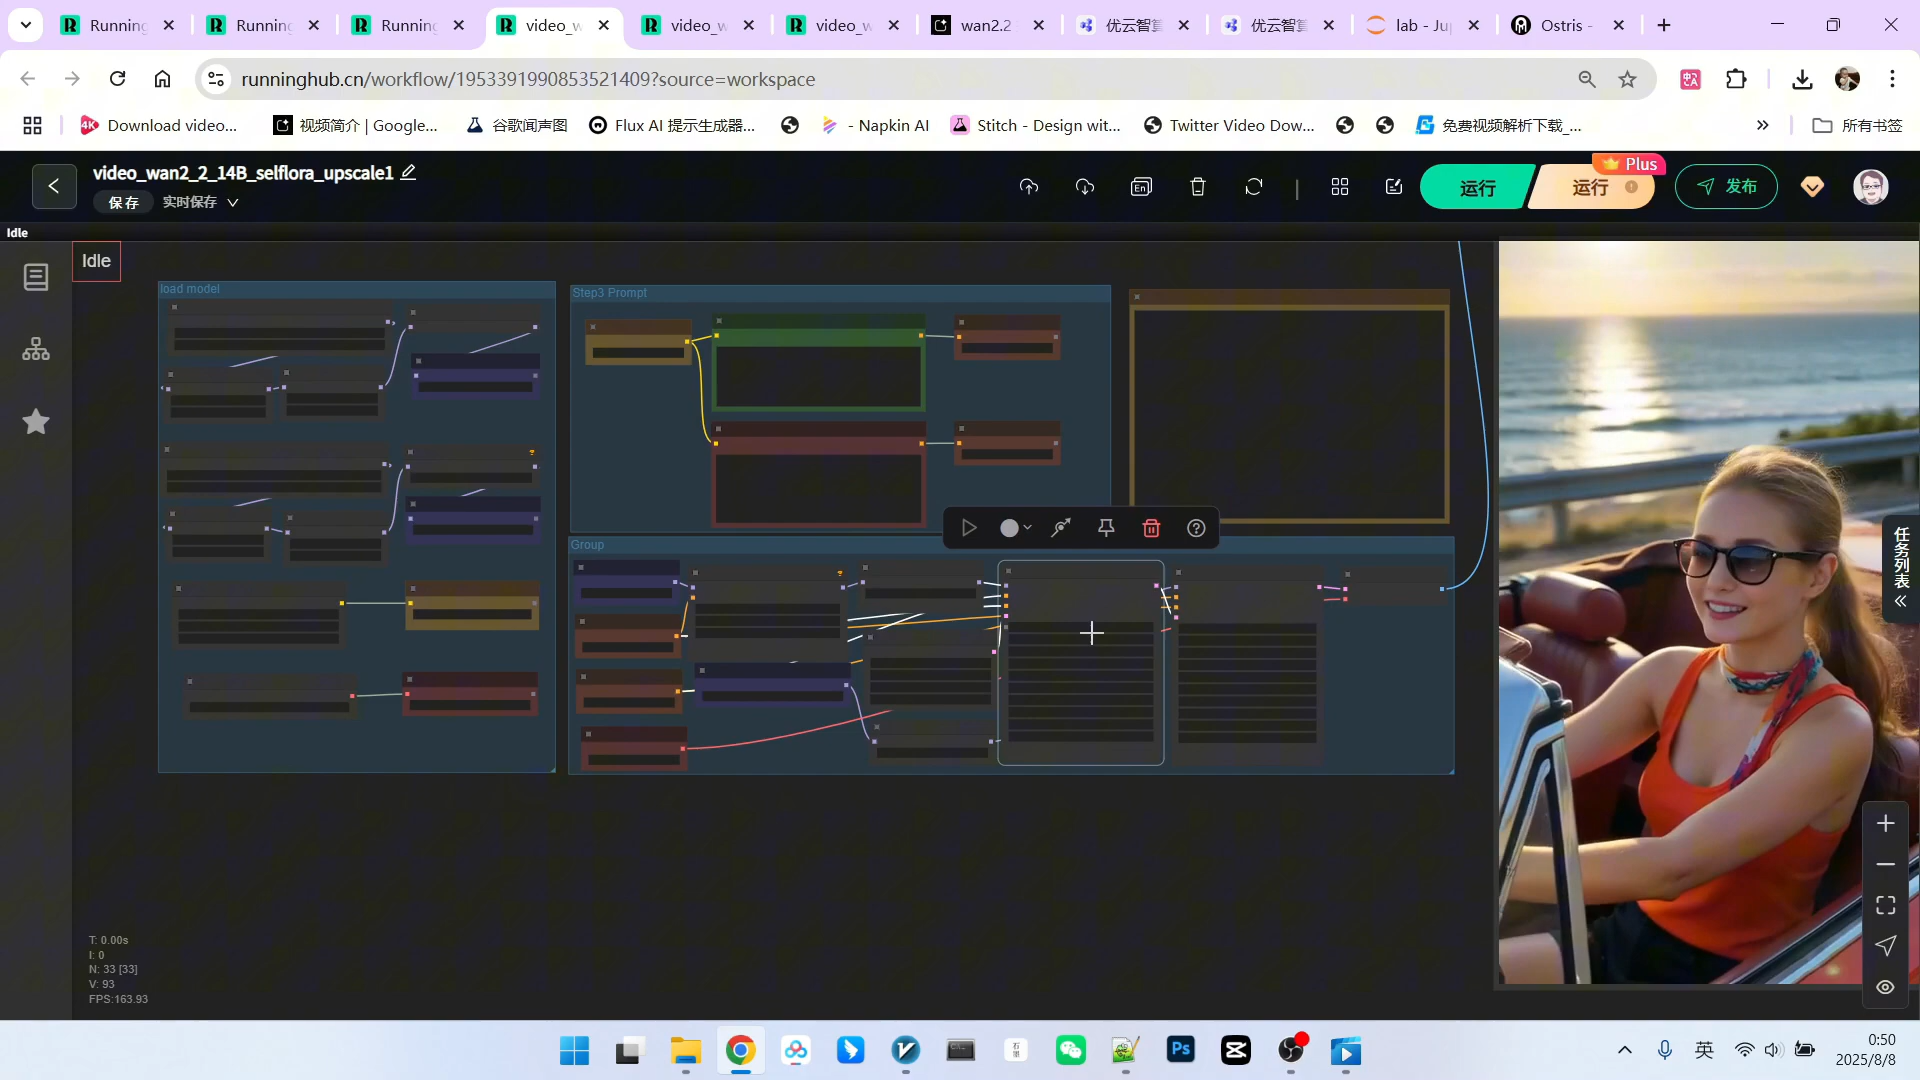 Running
Running
Running
video_w
video_w
video_w
wan2.2
优云智算
优云智算
lab - Ju
Ostris -
runninghub.cn/workflow/1953391990853521409?source=workspace
Download video...
视频简介 | Google...
谷歌闻声图
Flux AI 提示生成器...
- Napkin AI
Stitch - Design wit...
Twitter Video Dow...
免费视频解析下载_...
所有书签
video_wan2_2_14B_selflora_upscale1
保存
实时保存
En
运行
运行
Plus
发布
Idle
Idle
load model
Step3 Prompt
Group
任务列表
T: 0.00s
I: 0
N: 33 [33]
V: 93
FPS:163.93
Ps
英
0:50
2025/8/8